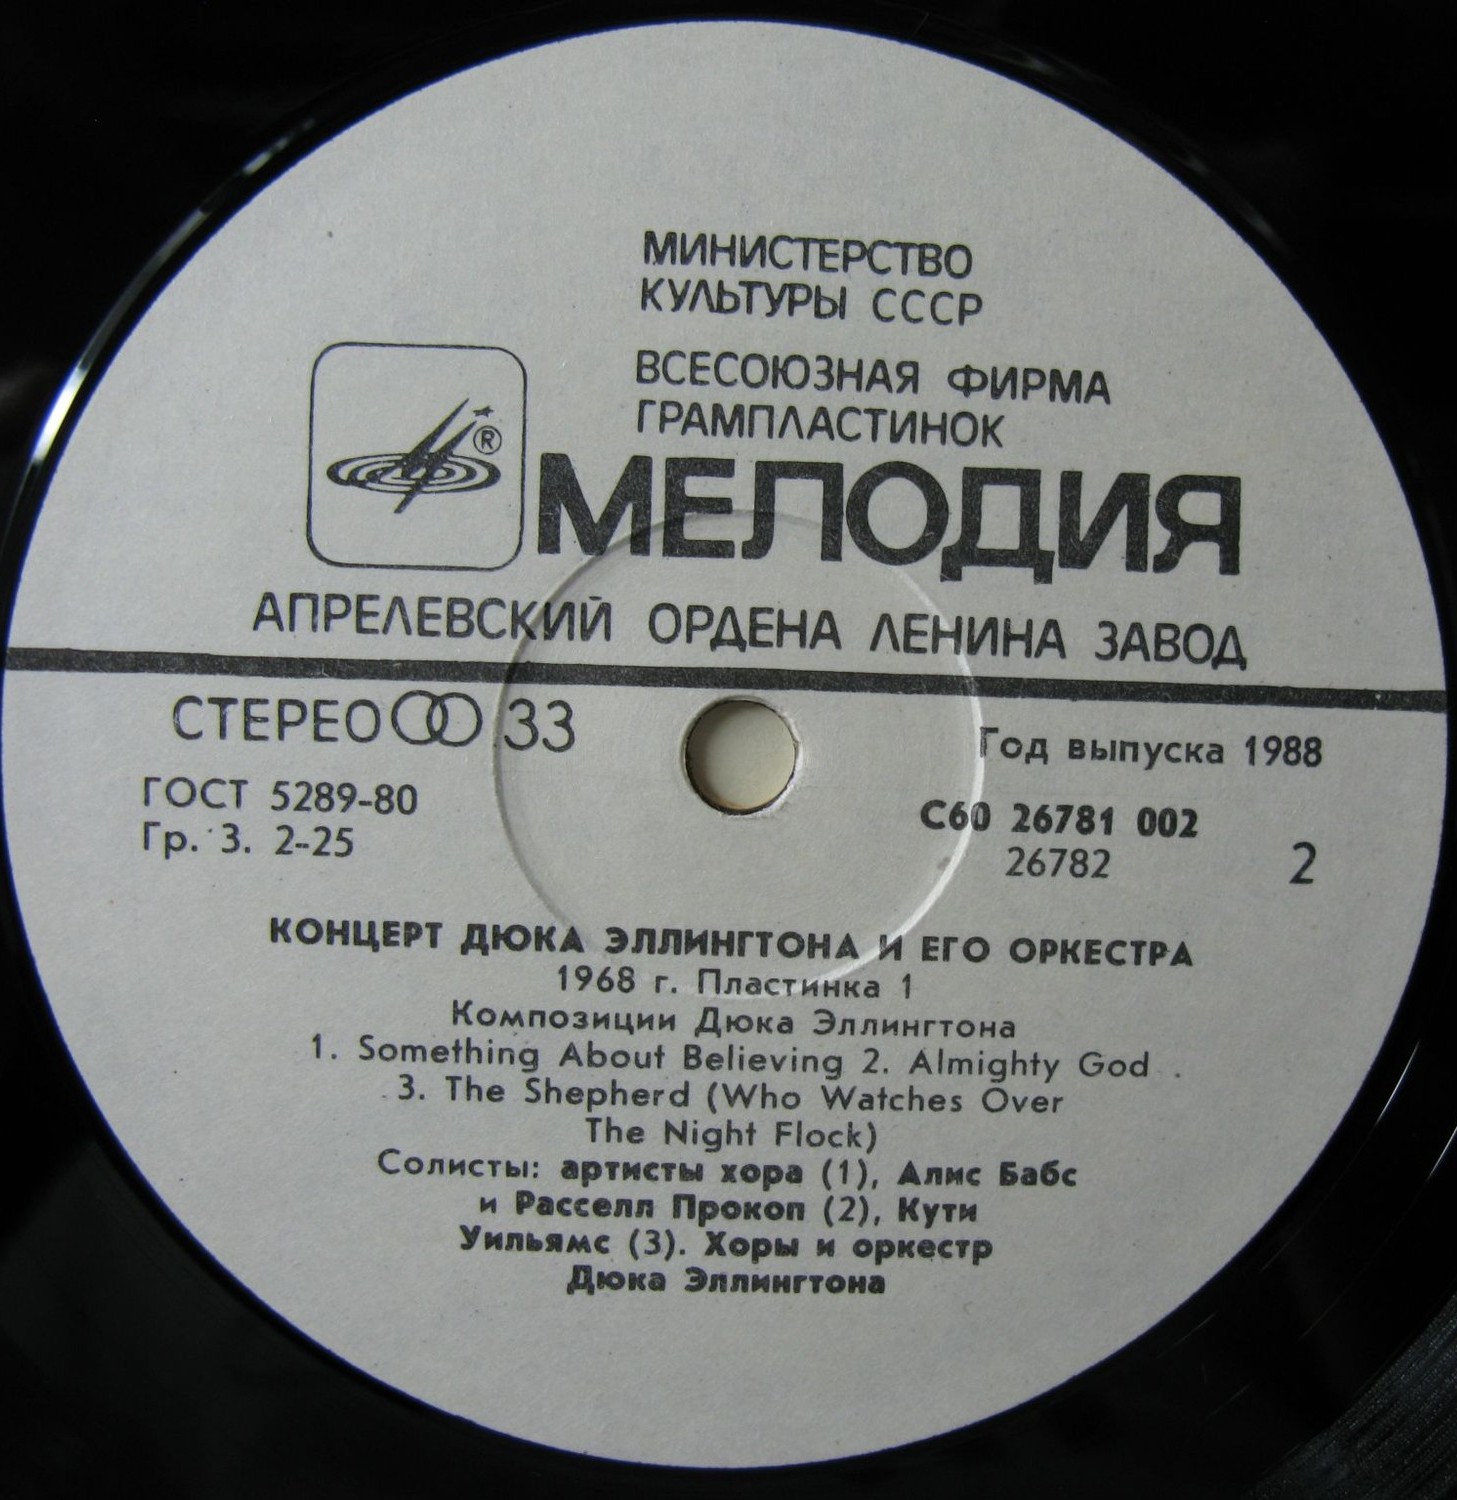 МИНИСТЕРСТВО
КУЛЬТУРЫ СССР
ВСЕСОЮЗНАЯ ФИРМА
ГРАМПЛАСТИНОК
®
МЕЛОДИЯ
АПРЕЛЕВСКИЙ ОРДЕНА ЛЕНИНА ЗАВОД
СТЕРЕО 33
Год выпуска 1988
ГОСТ 5289-80
Гр. 3. 2-25
С60 26781 002
26782
2
КОНЦЕРТ ДЮКА ЭЛЛИНГТОНА И ЕГО ОРКЕСТРА
1968 г. Пластинка 1
Композиции Дюка Эллингтона
1. Something About Believing 2. Almighty God
3. The Shepherd (Who Watches Over
The Night Flock)
Солисты: артисты хора (1), Алис Бабс
и Расселл Прокоп (2), Кути
Уильямс (3). Хоры и оркестр
Дюка Эллингтона